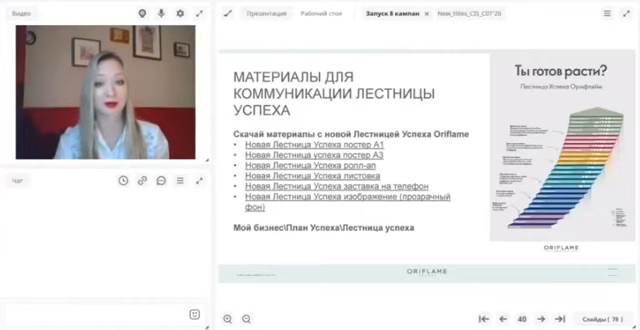 Видео
Презентация Рабочий стол Запуск 8 кампан × New_titles_CIS_C07'20
МАТЕРИАЛЫ ДЛЯ
КОММУНИКАЦИИ ЛЕСТНИЦЫ
УСПЕХА
Скачай материалы с новой Лестницей Успеха Oriflame
• Новая Лестница Успеха постер А1
• Новая Лестница успеха постер А3
• Новая Лестница Успеха ролл-ап
• Новая Лестница Успеха листовка
• Новая Лестница Успеха заставка на телефон
• Новая Лестница Успеха изображение (прозрачный
фон)
Мой бизнес\План Успеха\Лестница успеха
Ты готов расти?
Лестница Успеха Орифлэйм
ORIFLAME
ORIFLAME
Чат
40
Слайды ( 78 )